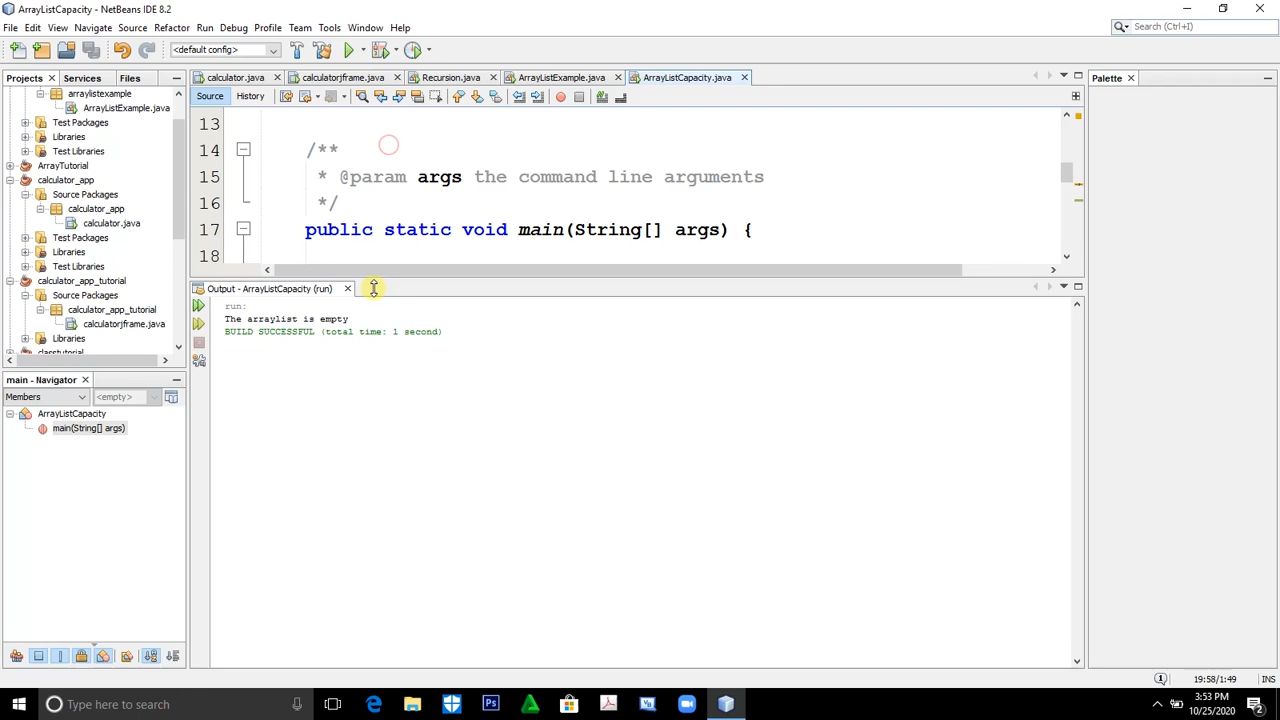 ArrayListCapacity - NetBeans IDE 8.2
File Edit View Navigate Source Refactor Run Debug Profile Team Tools Window Help
Search (Ctrl+I)
<default config>
Projects Services Files
calculator.java calculatorjframe.java Recursion.java ArrayListExample.java ArrayListCapacity.java
Palette
Source History
arraylistexample
ArrayListExample.java
Test Packages
Libraries
Test Libraries
ArrayTutorial
calculator_app
Source Packages
calculator_app
calculator.java
Test Packages
Libraries
Test Libraries
calculator_app_tutorial
Source Packages
calculator_app_tutorial
calculatorjframe.java
Libraries
classtutorial
13
14 /**
15 * @param args the command line arguments
16 */
17 public static void main(String[] args) {
18
Output - ArrayListCapacity (run)
run:
The arraylist is empty
BUILD SUCCESSFUL (total time: 1 second)
main - Navigator
Members <empty>
ArrayListCapacity
main(String[] args)
19:58/1:49 INS
Type here to search
3:53 PM
10/25/2020
2